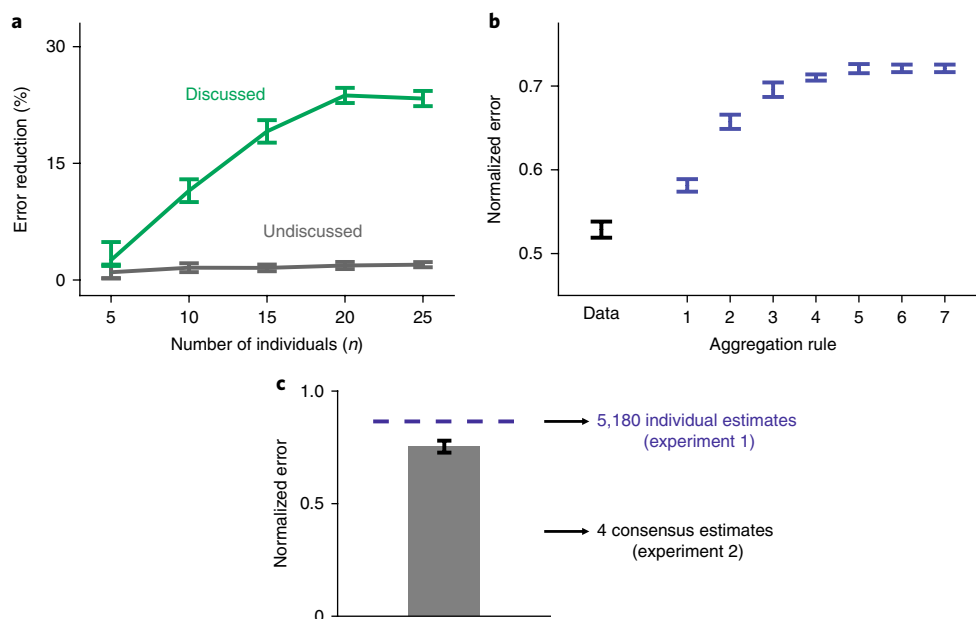 a
30
15
0
Error reduction (%)
Discussed
Undiscussed
5 10 15 20 25
Number of individuals (n)
b
0.7
0.6
0.5
Normalized error
Data 1 2 3 4 5 6 7
Aggregation rule
c
1.0
0.5
0
Normalized error
5,180 individual estimates
(experiment 1)
4 consensus estimates
(experiment 2)